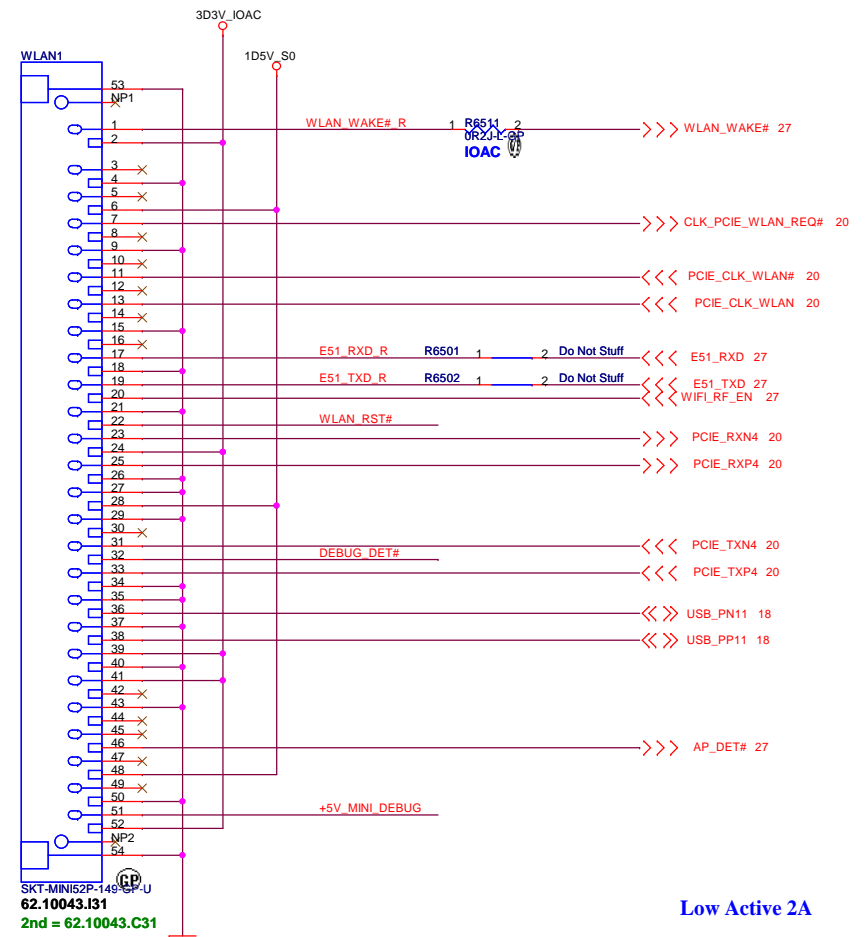 3D3V_IOAC
1D5V_S0
WLAN1
53
NP1
1 WLAN_WAKE#_R 1 R6511 2 WLAN_WAKE# 27
0R2J-L-GP
2
IOAC
3
4
5
6
7 CLK_PCIE_WLAN_REQ# 20
8
9
10
11 PCIE_CLK_WLAN# 20
12
13 PCIE_CLK_WLAN 20
14
15
16
17 E51_RXD_R R6501 1 2 Do Not Stuff E51_RXD 27
18
19 E51_TXD_R R6502 1 2 Do Not Stuff E51_TXD 27
20 WIFI_RF_EN 27
21
22 WLAN_RST#
23 PCIE_RXN4 20
24
25 PCIE_RXP4 20
26
27
28
29
30
31 PCIE_TXN4 20
32 DEBUG_DET#
33 PCIE_TXP4 20
34
35
36 USB_PN11 18
37
38 USB_PP11 18
39
40
41
42
43
44
45
46 AP_DET# 27
47
48
49
50
51 +5V_MINI_DEBUG
52
NP2
54
GP
SKT-MINI52P-149-GP-U
62.10043.I31
2nd = 62.10043.C31
Low Active 2A